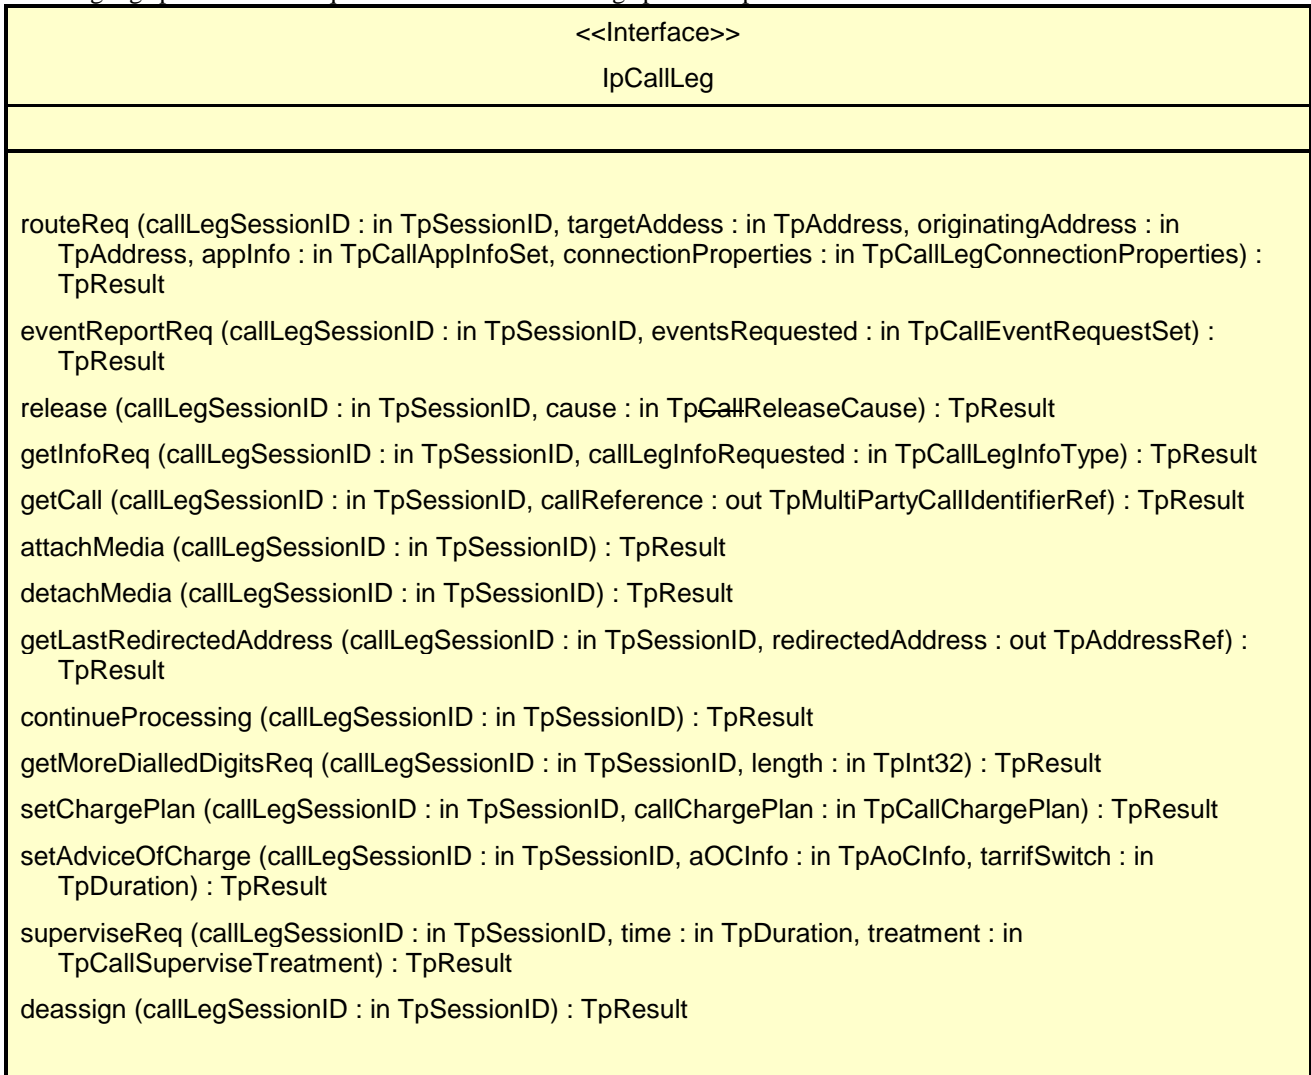 <<Interface>>
IpCallLeg
routeReq (callLegSessionID : in TpSessionID, targetAddess : in TpAddress, originatingAddress : in
TpAddress, appInfo : in TpCallAppInfoSet, connectionProperties : in TpCallLegConnectionProperties) :
TpResult
eventReportReq (callLegSessionID : in TpSessionID, eventsRequested : in TpCallEventRequestSet) :
TpResult
release (callLegSessionID : in TpSessionID, cause : in TpCallReleaseCause) : TpResult
getInfoReq (callLegSessionID : in TpSessionID, callLegInfoRequested : in TpCallLegInfoType) : TpResult
getCall (callLegSessionID : in TpSessionID, callReference : out TpMultiPartyCallIdentifierRef) : TpResult
attachMedia (callLegSessionID : in TpSessionID) : TpResult
detachMedia (callLegSessionID : in TpSessionID) : TpResult
getLastRedirectedAddress (callLegSessionID : in TpSessionID, redirectedAddress : out TpAddressRef) :
TpResult
continueProcessing (callLegSessionID : in TpSessionID) : TpResult
getMoreDialledDigitsReq (callLegSessionID : in TpSessionID, length : in TpInt32) : TpResult
setChargePlan (callLegSessionID : in TpSessionID, callChargePlan : in TpCallChargePlan) : TpResult
setAdviceOfCharge (callLegSessionID : in TpSessionID, aOCInfo : in TpAoCInfo, tarrifSwitch : in
TpDuration) : TpResult
superviseReq (callLegSessionID : in TpSessionID, time : in TpDuration, treatment : in
TpCallSuperviseTreatment) : TpResult
deassign (callLegSessionID : in TpSessionID) : TpResult